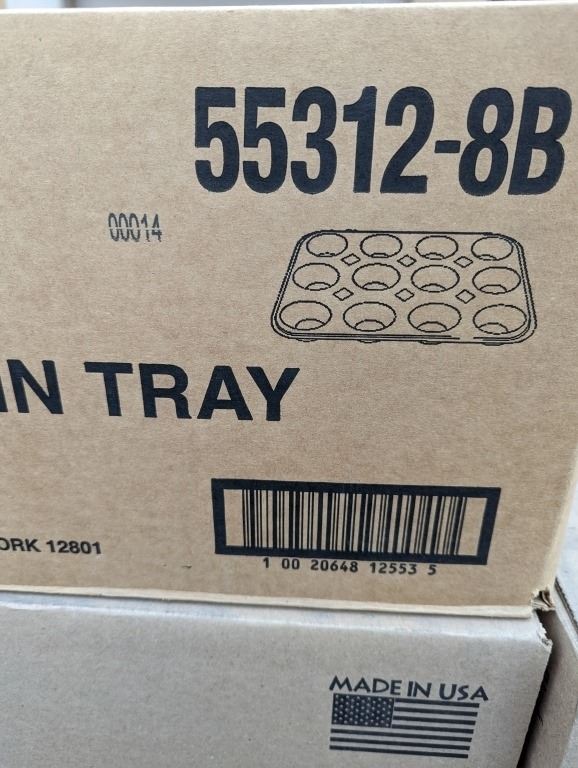 55312-8B
00014
IN TRAY
ORK 12801
1 00 20648 12553 5
MADE IN USA